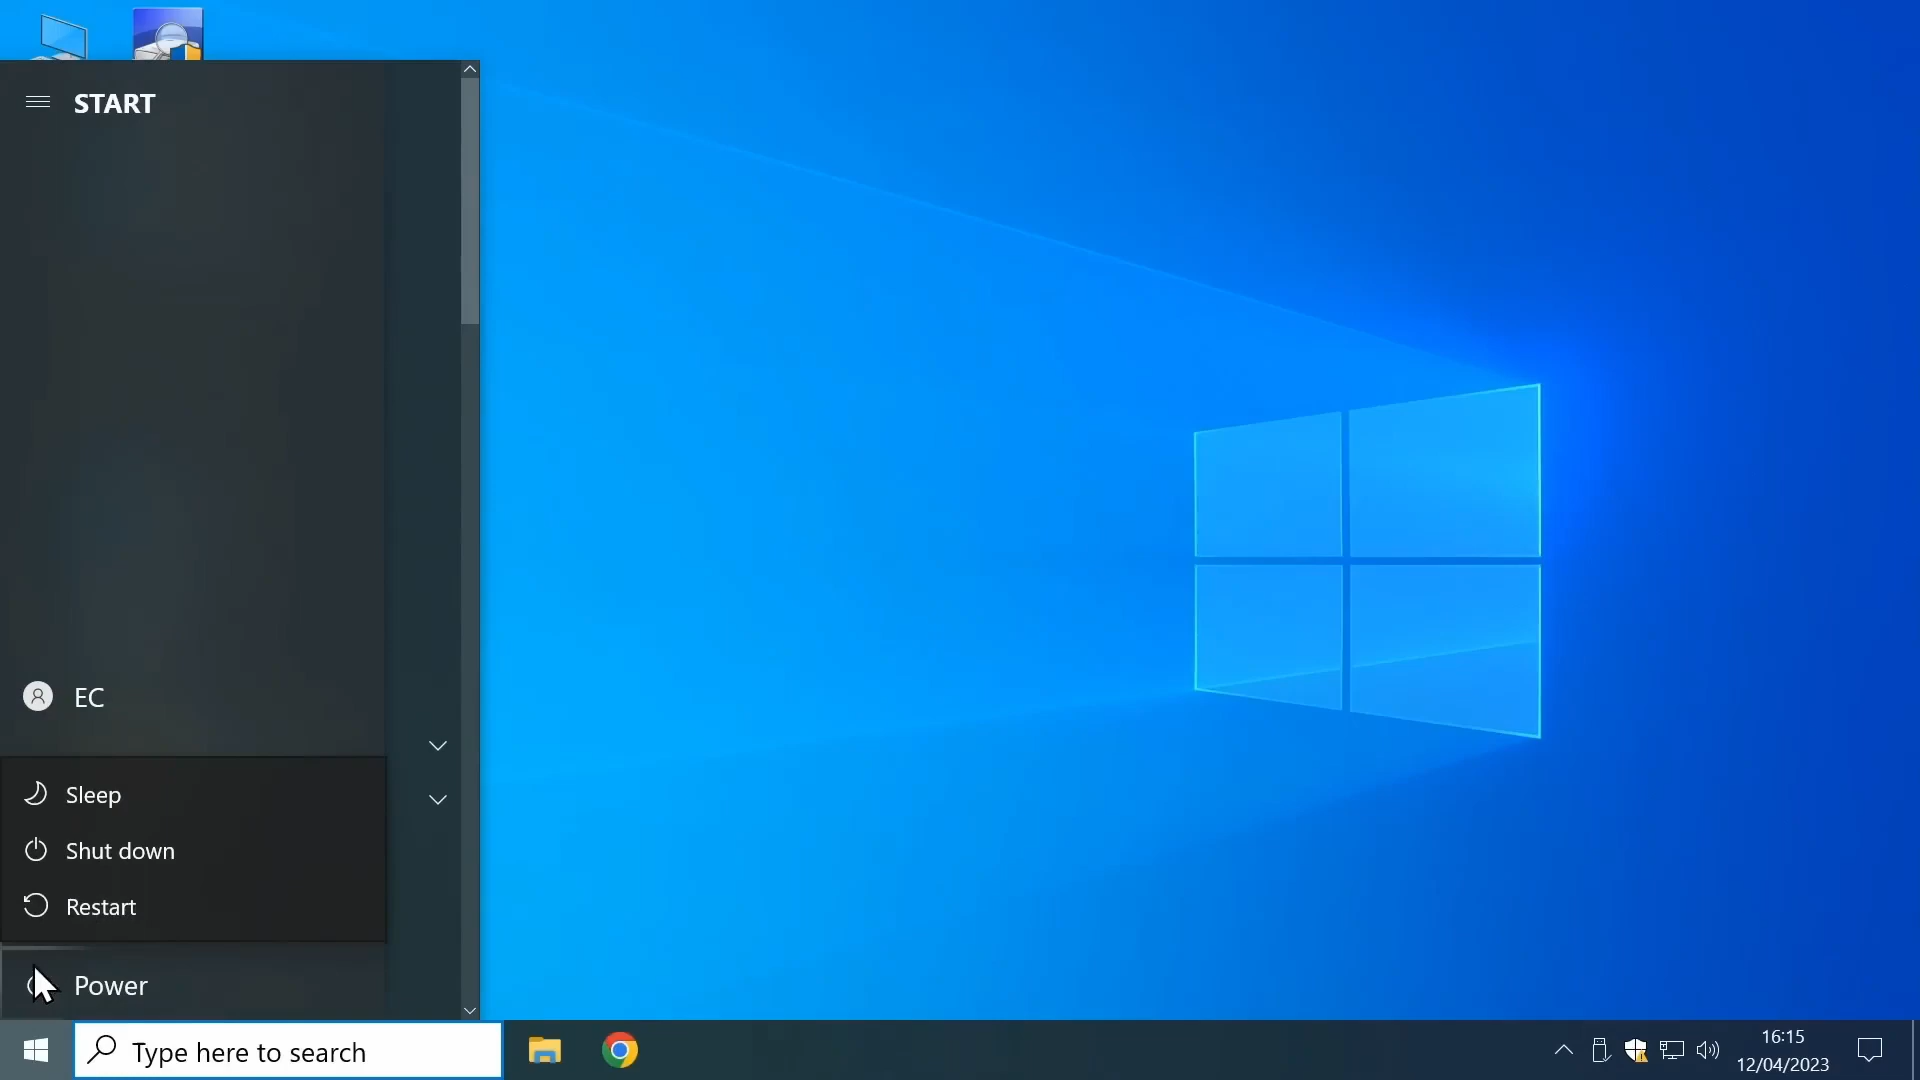 START
EC
Sleep
Shut down
Restart
Power
Type here to search
16:15
12/04/2023